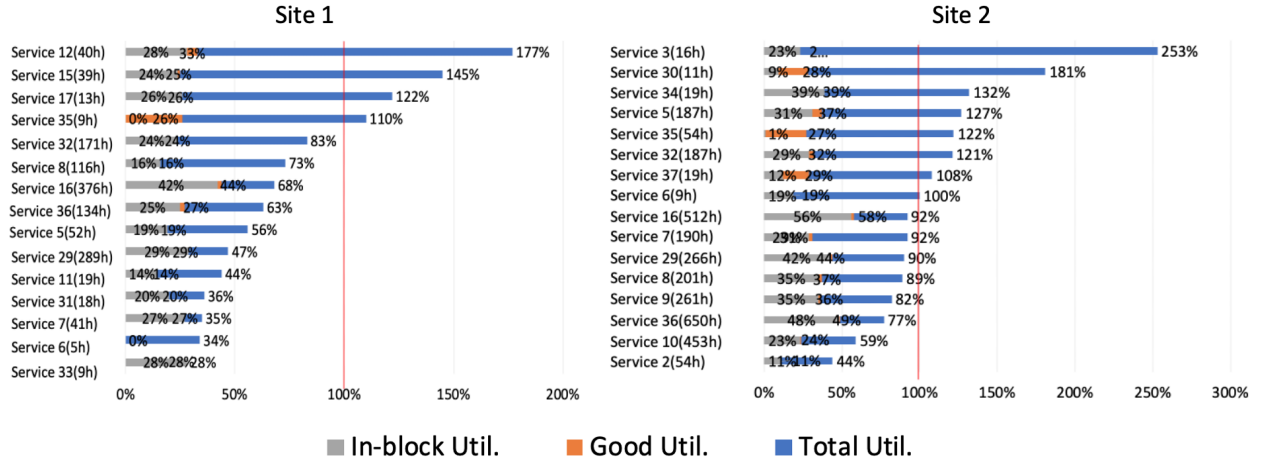 Site 1
Service 12(40h) 28% 33% 177%
Service 15(39h) 24% 25% 145%
Service 17(13h) 26% 26% 122%
Service 35(9h) 0% 26% 110%
Service 32(171h) 24% 24% 83%
Service 8(116h) 16% 16% 73%
Service 16(376h) 42% 44% 68%
Service 36(134h) 25% 27% 63%
Service 5(52h) 19% 19% 56%
Service 29(289h) 29% 29% 47%
Service 11(19h) 14% 14% 44%
Service 31(18h) 20% 20% 36%
Service 7(41h) 27% 27% 35%
Service 6(5h) 0% 34%
Service 33(9h) 28% 28% 28%
0% 50% 100% 150% 200%
Site 2
Service 3(16h) 23% 2... 253%
Service 30(11h) 9% 28% 181%
Service 34(19h) 39% 39% 132%
Service 5(187h) 31% 37% 127%
Service 35(54h) 1% 27% 122%
Service 32(187h) 29% 32% 121%
Service 37(19h) 12% 29% 108%
Service 6(9h) 19% 19% 100%
Service 16(512h) 56% 58% 92%
Service 7(190h) 92%
Service 29(266h) 42% 44% 90%
Service 8(201h) 35% 37% 89%
Service 9(261h) 35% 36% 82%
Service 36(650h) 48% 49% 77%
Service 10(453h) 23% 24% 59%
Service 2(54h) 11% 11% 44%
0% 50% 100% 150% 200% 250% 300%
In-block Util. Good Util. Total Util.